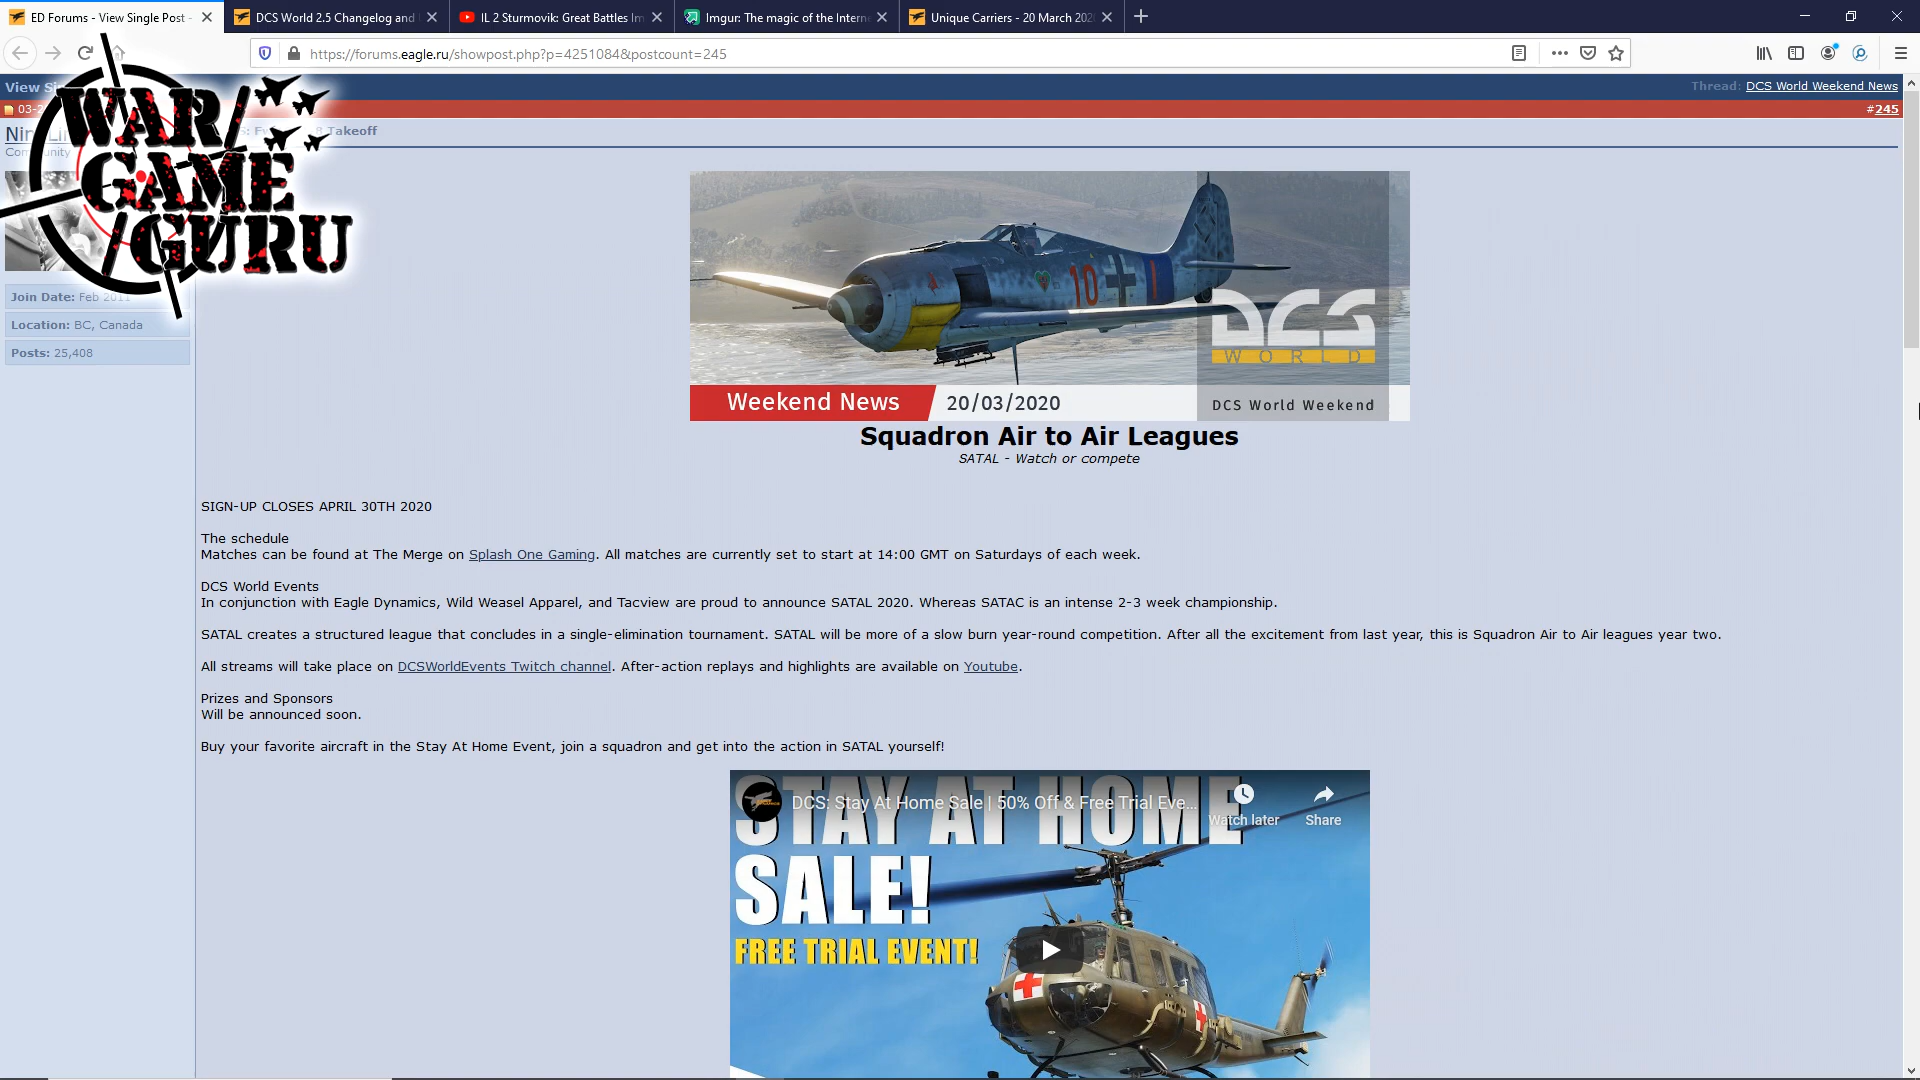 ED Forums - View Single Post -
DCS World 2.5 Changelog and
IL 2 Sturmovik: Great Battles Im
Imgur: The magic of the Intern
Unique Carriers - 20 March 202
https://forums.eagle.ru/showpost.php?p=4251084&postcount=245
Thread: DCS World Weekend News
#245
8 Takeoff
WAR/
GAME
/GURU
Join Date: Feb 2011
Location: BC, Canada
Posts: 25,408
10
DCS
WORLD
Weekend News
20/03/2020
DCS World Weekend
Squadron Air to Air Leagues
SATAL - Watch or compete
SIGN-UP CLOSES APRIL 30TH 2020
The schedule
Matches can be found at The Merge on Splash One Gaming. All matches are currently set to start at 14:00 GMT on Saturdays of each week.
DCS World Events
In conjunction with Eagle Dynamics, Wild Weasel Apparel, and Tacview are proud to announce SATAL 2020. Whereas SATAC is an intense 2-3 week championship.
SATAL creates a structured league that concludes in a single-elimination tournament. SATAL will be more of a slow burn year-round competition. After all the excitement from last year, this is Squadron Air to Air leagues year two.
All streams will take place on DCSWorldEvents Twitch channel. After-action replays and highlights are available on Youtube.
Prizes and Sponsors
Will be announced soon.
Buy your favorite aircraft in the Stay At Home Event, join a squadron and get into the action in SATAL yourself!
DCS: Stay At Home Sale | 50% Off & Free Trial Eve...
Watch later
Share
STAY AT HOME
SALE!
FREE TRIAL EVENT!